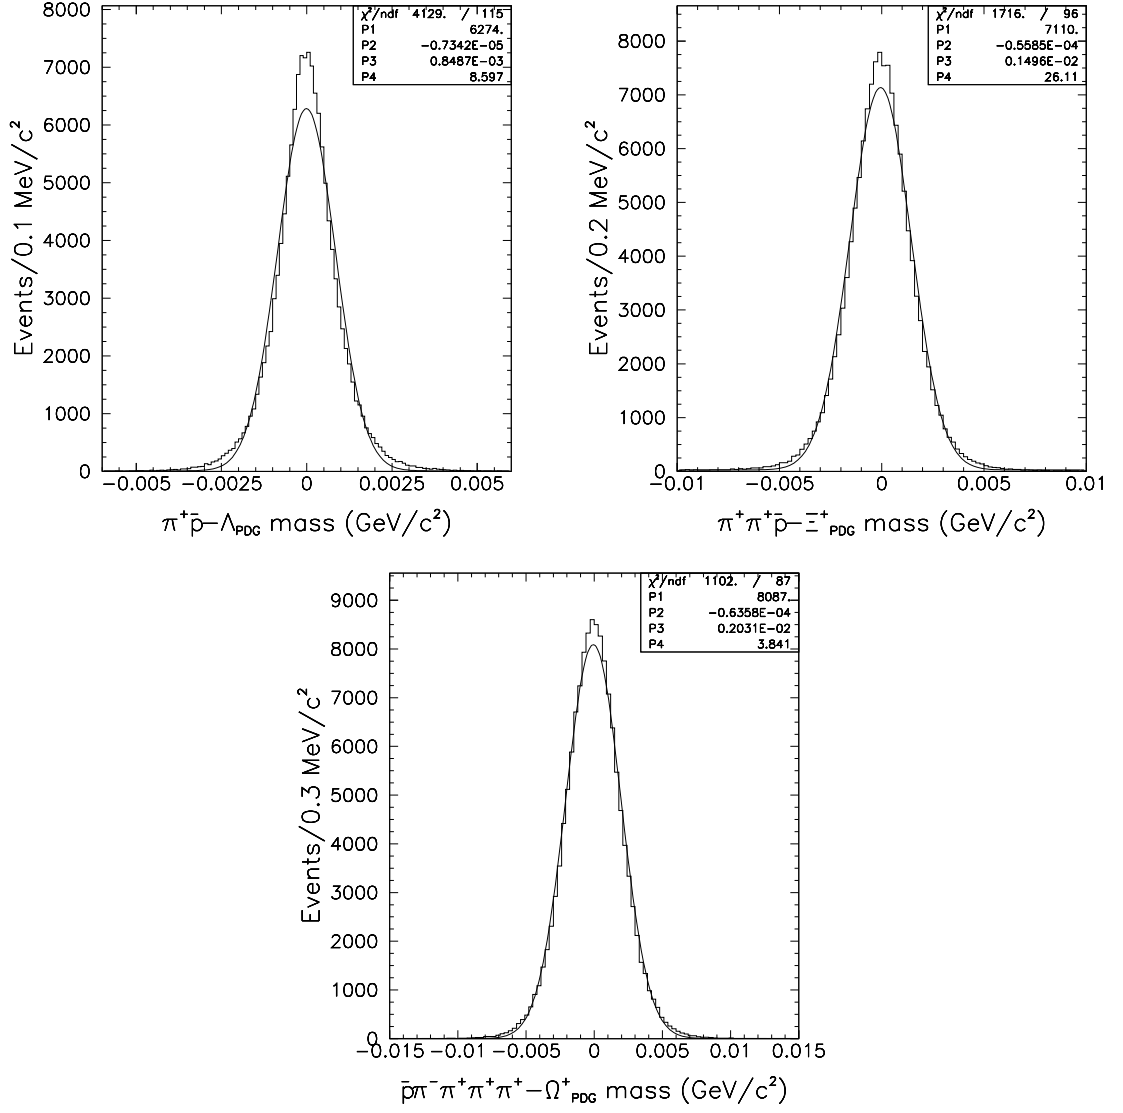 χ²/ndf 4129. / 115
P1 6274.
P2 −0.7342E−05
P3 0.8487E−03
P4 8.597
8000
7000
6000
5000
4000
3000
2000
1000
0
Events/0.1 MeV/c²
−0.005 −0.0025 0 0.0025 0.005
π⁺p̄−Λ_PDG mass (GeV/c²)
χ²/ndf 1716. / 96
P1 7110.
P2 −0.5585E−04
P3 0.1496E−02
P4 26.11
8000
7000
6000
5000
4000
3000
2000
1000
0
Events/0.2 MeV/c²
−0.01 −0.005 0 0.005 0.01
π⁺π⁺p̄−Ξ⁺_PDG mass (GeV/c²)
χ²/ndf 1102. / 87
P1 8087.
P2 −0.6358E−04
P3 0.2031E−02
P4 3.841
9000
8000
7000
6000
5000
4000
3000
2000
1000
0
Events/0.3 MeV/c²
−0.015 −0.01 −0.005 0 0.005 0.01 0.015
p̄π⁻π⁺π⁺π⁺−Ω⁺_PDG mass (GeV/c²)